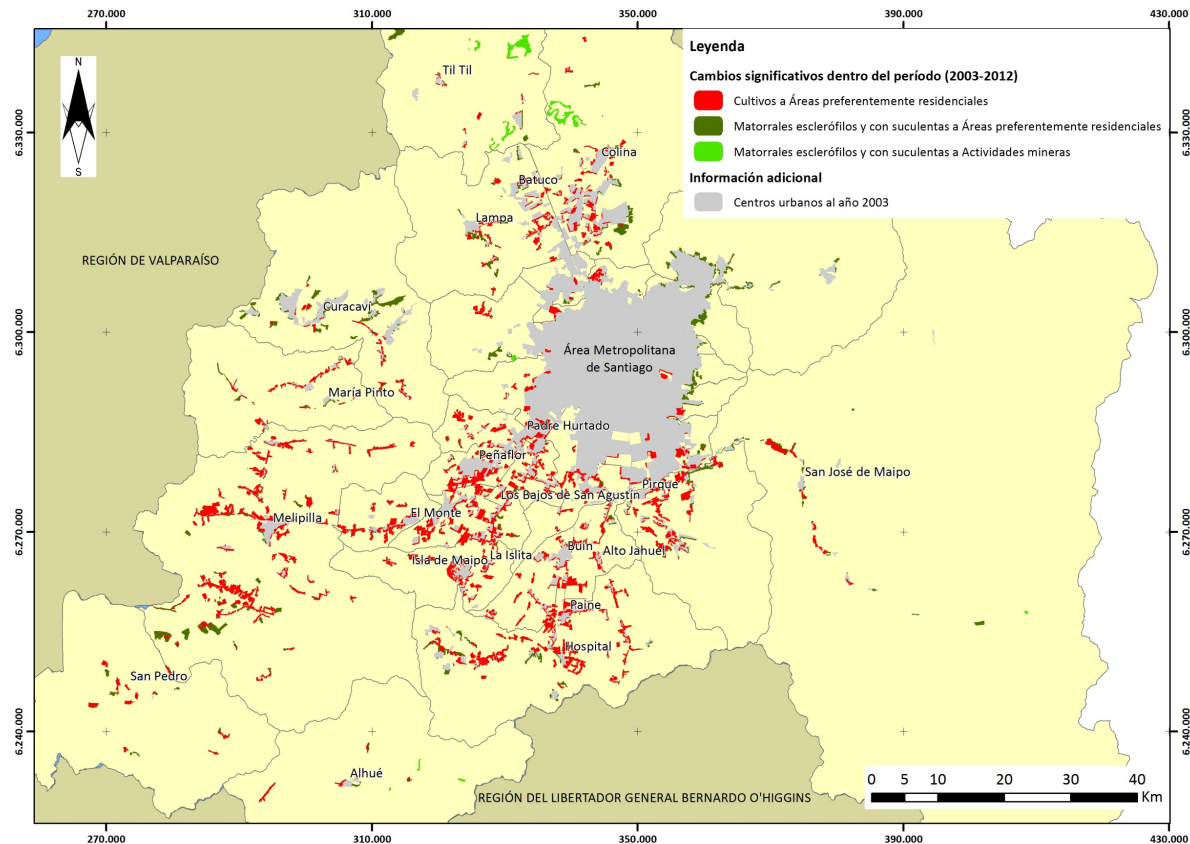 270.000
310.000
350.000
390.000
430.000
Leyenda
Cambios significativos dentro del período (2003-2012)
Cultivos a Áreas preferentemente residenciales
Matorrales esclerófilos y con suculentas a Áreas preferentemente residenciales
Matorrales esclerófilos y con suculentas a Actividades mineras
Información adicional
Centros urbanos al año 2003
N
S
Til Til
6.330.000
6.330.000
Colina
Batuco
Lampa
REGIÓN DE VALPARAÍSO
Curacaví
6.300.000
6.300.000
Área Metropolitana
de Santiago
María Pinto
Padre Hurtado
Peñaflor
San José de Maipo
Pirque
Los Bajos de San Agustín
El Monte
Melipilla
6.270.000
6.270.000
Buin
Alto Jahuel
La Islita
Isla de Maipo
Paine
Hospital
San Pedro
6.240.000
6.240.000
Alhué
0 5 10 20 30 40
Km
REGIÓN DEL LIBERTADOR GENERAL BERNARDO O'HIGGINS
270.000
310.000
350.000
390.000
430.000